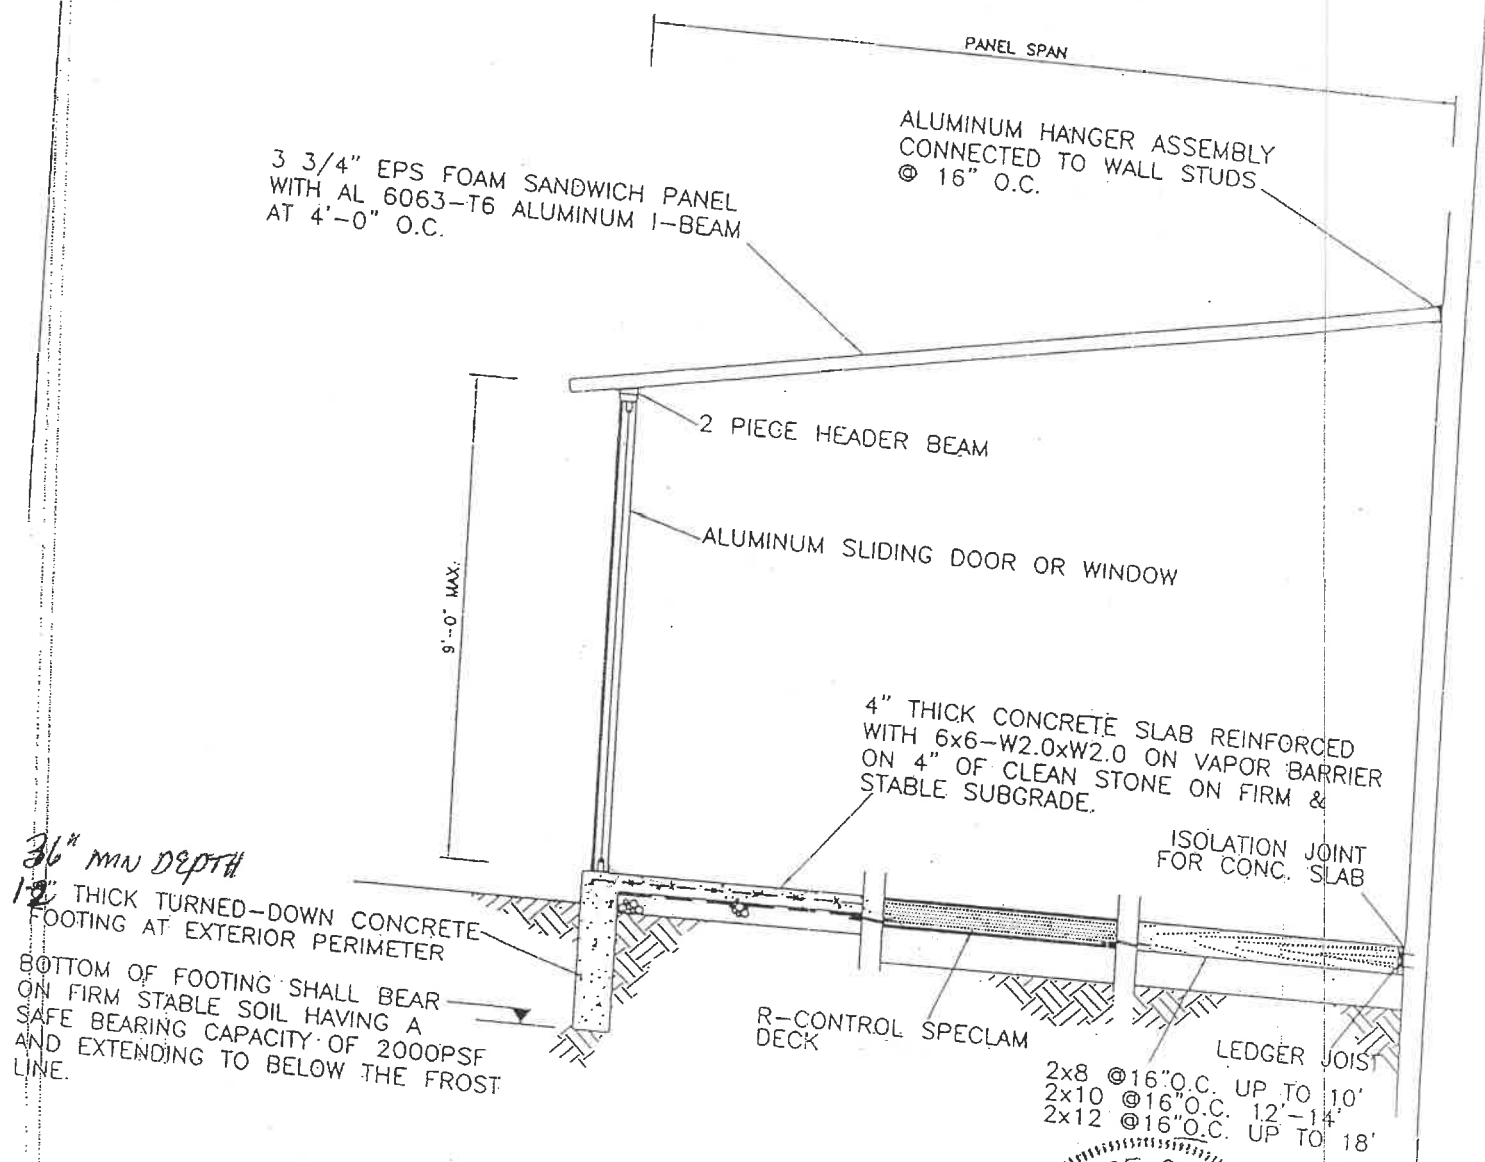 PANEL SPAN
ALUMINUM HANGER ASSEMBLY
CONNECTED TO WALL STUDS
@ 16" O.C.
3 3/4" EPS FOAM SANDWICH PANEL
WITH AL 6063-T6 ALUMINUM I-BEAM
AT 4'-0" O.C.
2 PIECE HEADER BEAM
ALUMINUM SLIDING DOOR OR WINDOW
9'-0" MAX.
4" THICK CONCRETE SLAB REINFORCED
WITH 6x6-W2.0xW2.0 ON VAPOR BARRIER
ON 4" OF CLEAN STONE ON FIRM &
STABLE SUBGRADE.
ISOLATION JOINT
FOR CONC. SLAB
36" MIN DEPTH
12" THICK TURNED-DOWN CONCRETE
FOOTING AT EXTERIOR PERIMETER
BOTTOM OF FOOTING SHALL BEAR
ON FIRM STABLE SOIL HAVING A
SAFE BEARING CAPACITY OF 2000PSF
AND EXTENDING TO BELOW THE FROST
LINE.
R-CONTROL SPECLAM
DECK
LEDGER JOIST
2x8 @16"O.C. UP TO 10'
2x10 @16"O.C. 12'-14'
2x12 @16"O.C. UP TO 18'